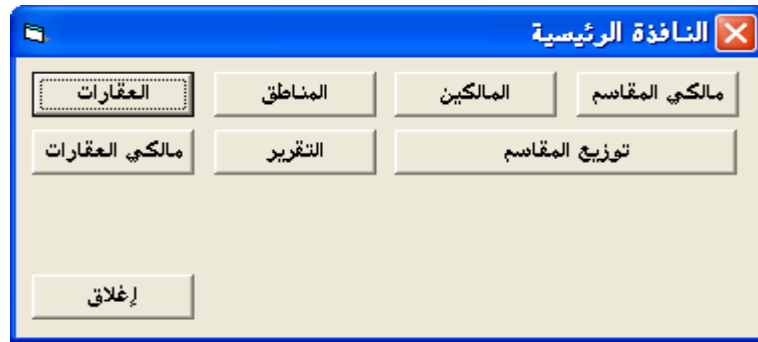 النافذة الرئيسية
مالكي المقاسم المالكين المناطق العقارات
توزيع المقاسم التقرير مالكي العقارات
إغلاق